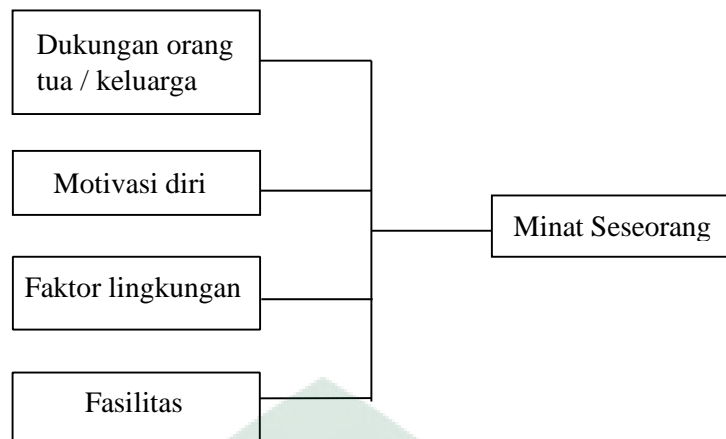 Dukungan orang
tua / keluarga
Motivasi diri
Minat Seseorang
Faktor lingkungan
Fasilitas